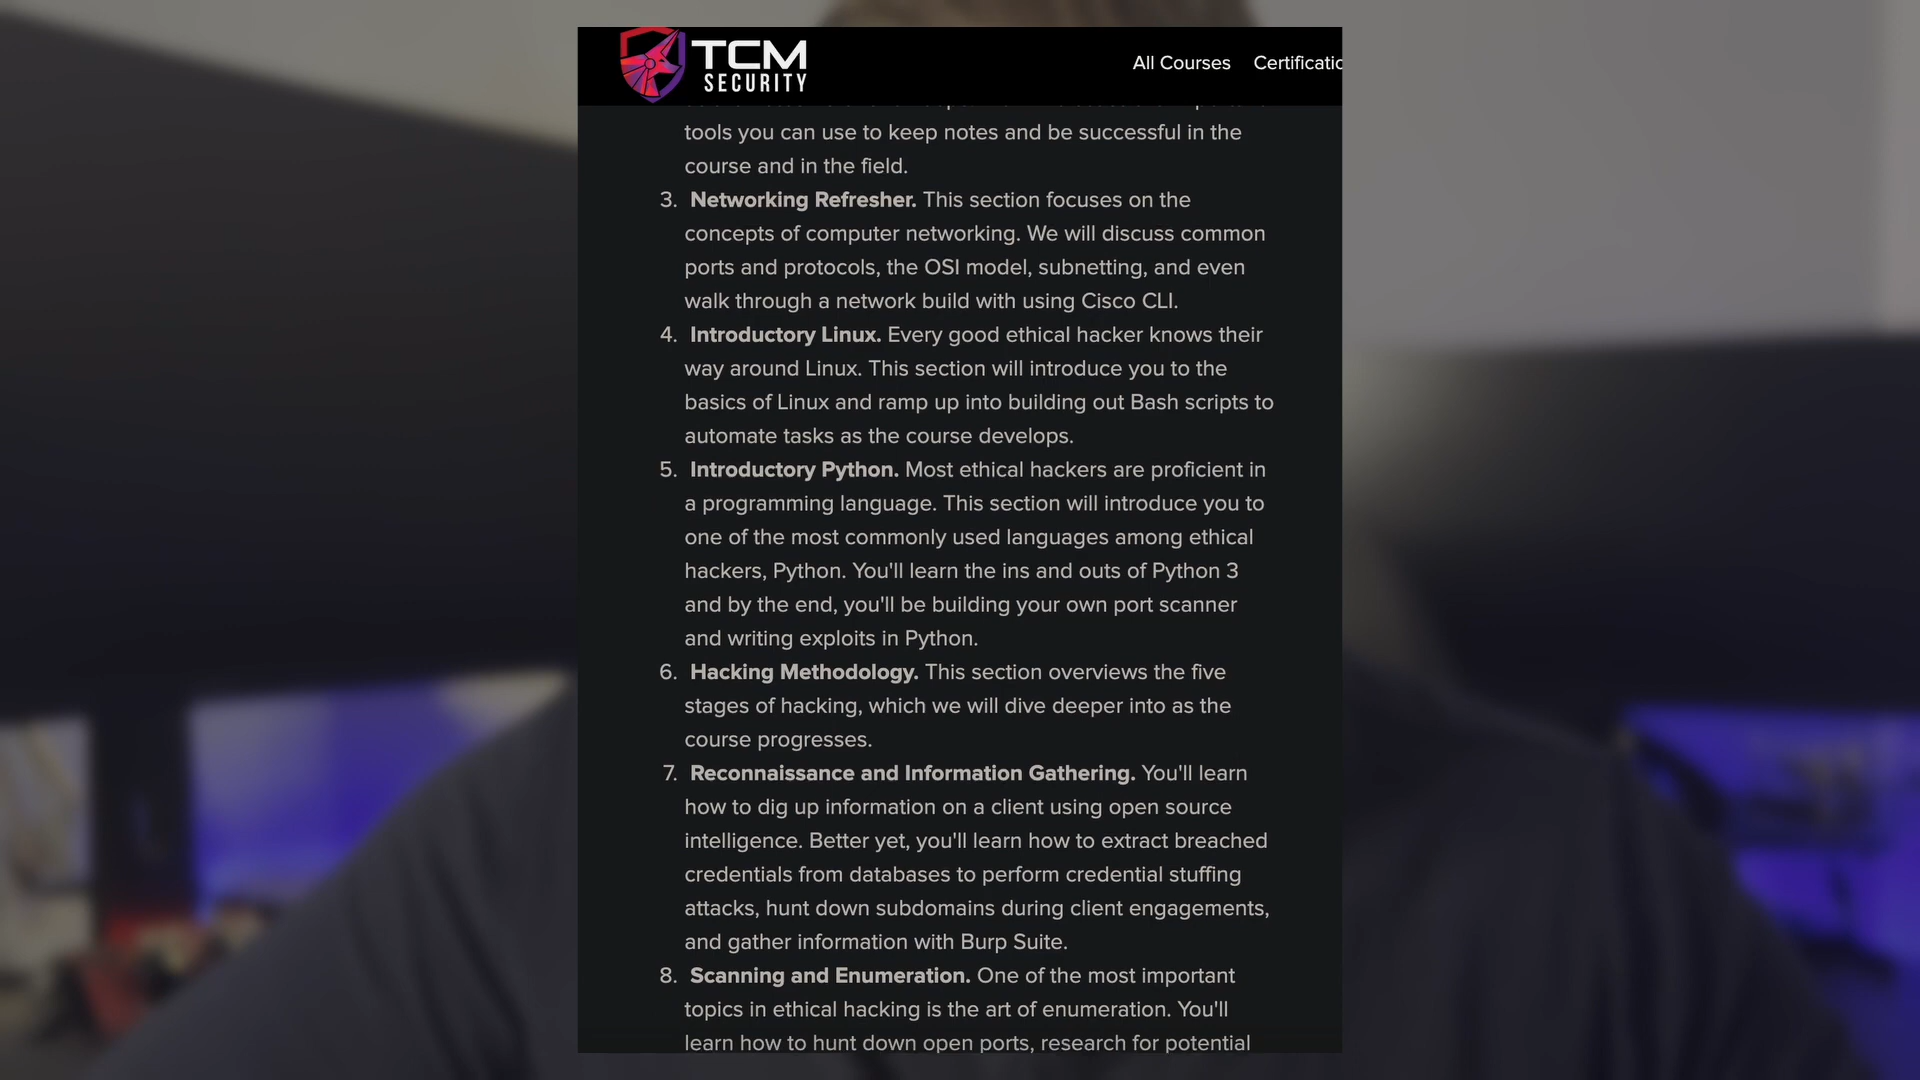 TCM
SECURITY
All Courses Certificatio
tools you can use to keep notes and be successful in the
course and in the field.
3. Networking Refresher. This section focuses on the
concepts of computer networking. We will discuss common
ports and protocols, the OSI model, subnetting, and even
walk through a network build with using Cisco CLI.
4. Introductory Linux. Every good ethical hacker knows their
way around Linux. This section will introduce you to the
basics of Linux and ramp up into building out Bash scripts to
automate tasks as the course develops.
5. Introductory Python. Most ethical hackers are proficient in
a programming language. This section will introduce you to
one of the most commonly used languages among ethical
hackers, Python. You'll learn the ins and outs of Python 3
and by the end, you'll be building your own port scanner
and writing exploits in Python.
6. Hacking Methodology. This section overviews the five
stages of hacking, which we will dive deeper into as the
course progresses.
7. Reconnaissance and Information Gathering. You'll learn
how to dig up information on a client using open source
intelligence. Better yet, you'll learn how to extract breached
credentials from databases to perform credential stuffing
attacks, hunt down subdomains during client engagements,
and gather information with Burp Suite.
8. Scanning and Enumeration. One of the most important
topics in ethical hacking is the art of enumeration. You'll
learn how to hunt down open ports, research for potential